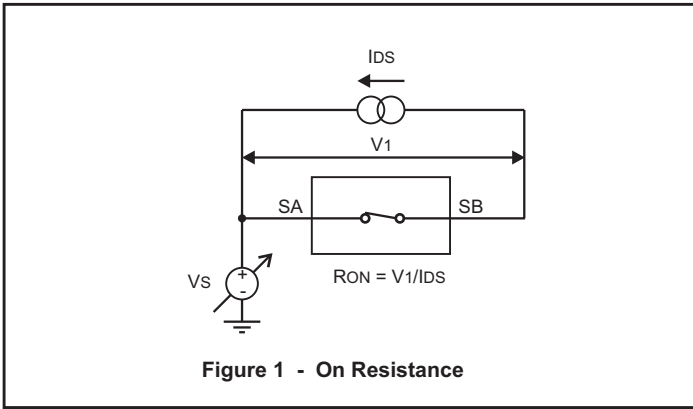 IDS
V1
SA
SB
VS
+
-
RON = V1/IDS
Figure 1 - On Resistance